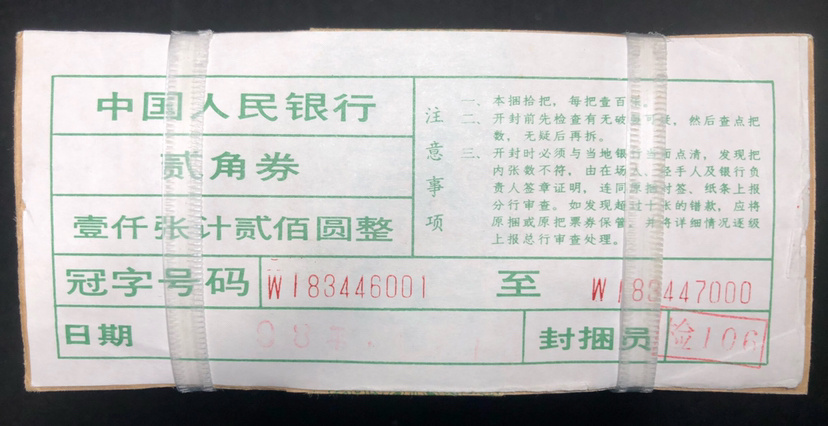 中国人民银行
贰角券
壹仟张计贰佰圆整
注意事项
一、本捆拾把，每把查百张。
二、开封前先检查有无破 可疑，然后查点把
数，无疑后再拆。
三、开封时必须与当地银行当面点清，发现把
内张数不符，由在场人、经手人及银行负
责人签章证明，连同原捆封签、纸条上报
分行审查。如发现超过十张的错款，应将
原捆或原把票券保管，并将详细情况逐级
上报总行审查处理。
冠字号码 W183446001 至 W183447000
日期
封捆员 检106